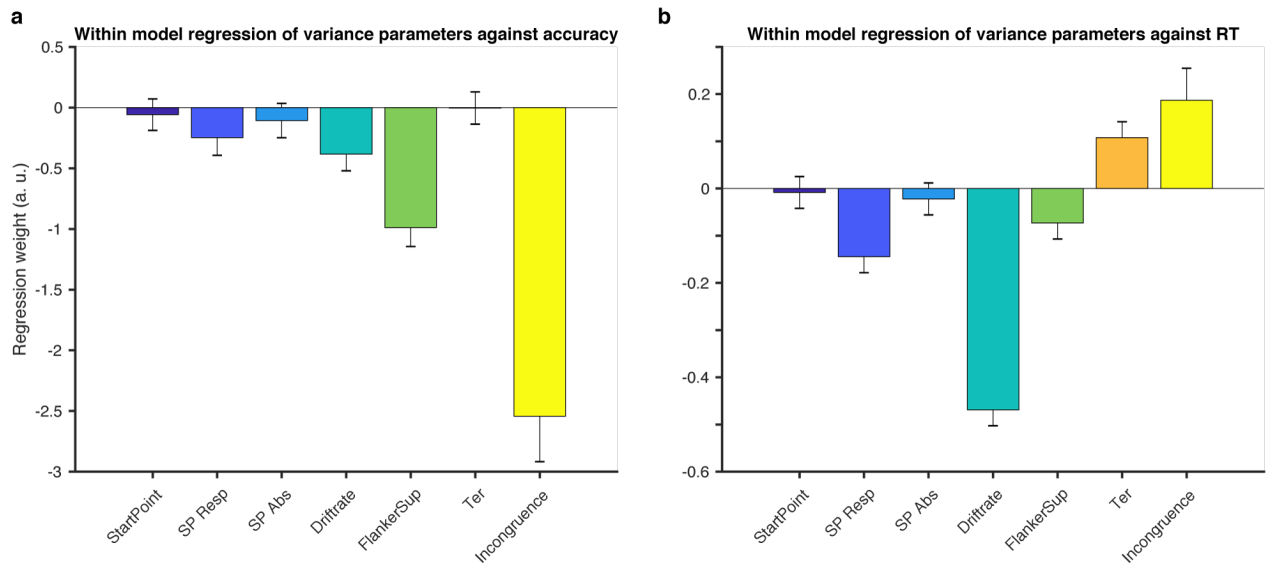 a
Within model regression of variance parameters against accuracy
0.5
0
-0.5
-1
-1.5
-2
-2.5
-3
Regression weight (a. u.)
StartPoint
SP Resp
SP Abs
Driftrate
FlankerSup
Ter
Incongruence
b
Within model regression of variance parameters against RT
0.2
0
-0.2
-0.4
-0.6
StartPoint
SP Resp
SP Abs
Driftrate
FlankerSup
Ter
Incongruence